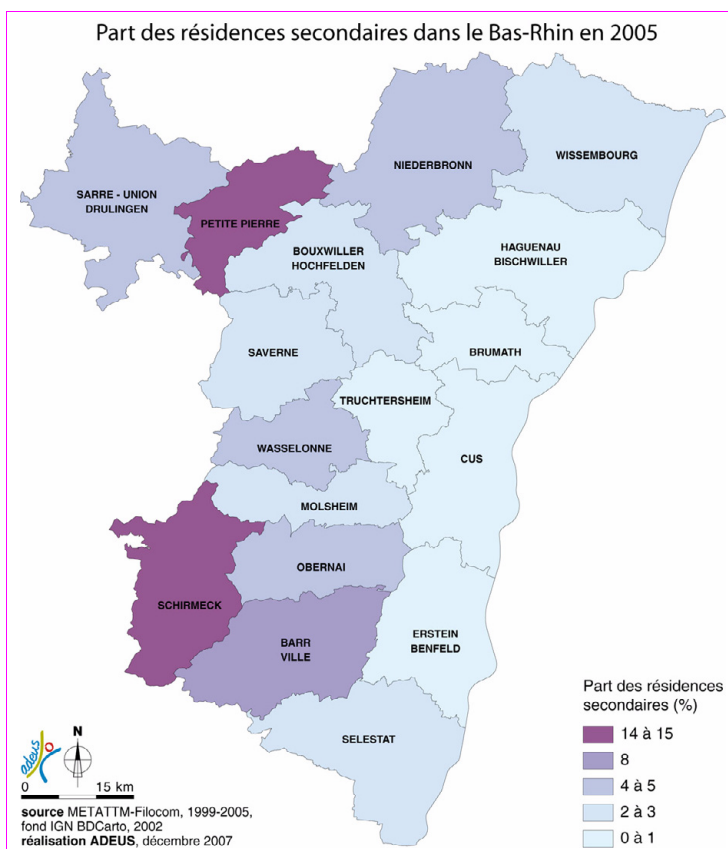 Part des résidences secondaires dans le Bas-Rhin en 2005
WISSEMBOURG
NIEDERBRONN
SARRE - UNION
DRULINGEN
PETITE PIERRE
BOUXWILLER
HOCHFELDEN
HAGUENAU
BISCHWILLER
SAVERNE
BRUMATH
TRUCHTERSHEIM
WASSELONNE
CUS
MOLSHEIM
OBERNAI
SCHIRMECK
BARR
VILLE
ERSTEIN
BENFELD
SELESTAT
Part des résidences
secondaires (%)
14 à 15
8
4 à 5
2 à 3
0 à 1
adeus
N
0 15 km
source METATTM-Filocom, 1999-2005,
fond IGN BDCarto, 2002
réalisation ADEUS, décembre 2007